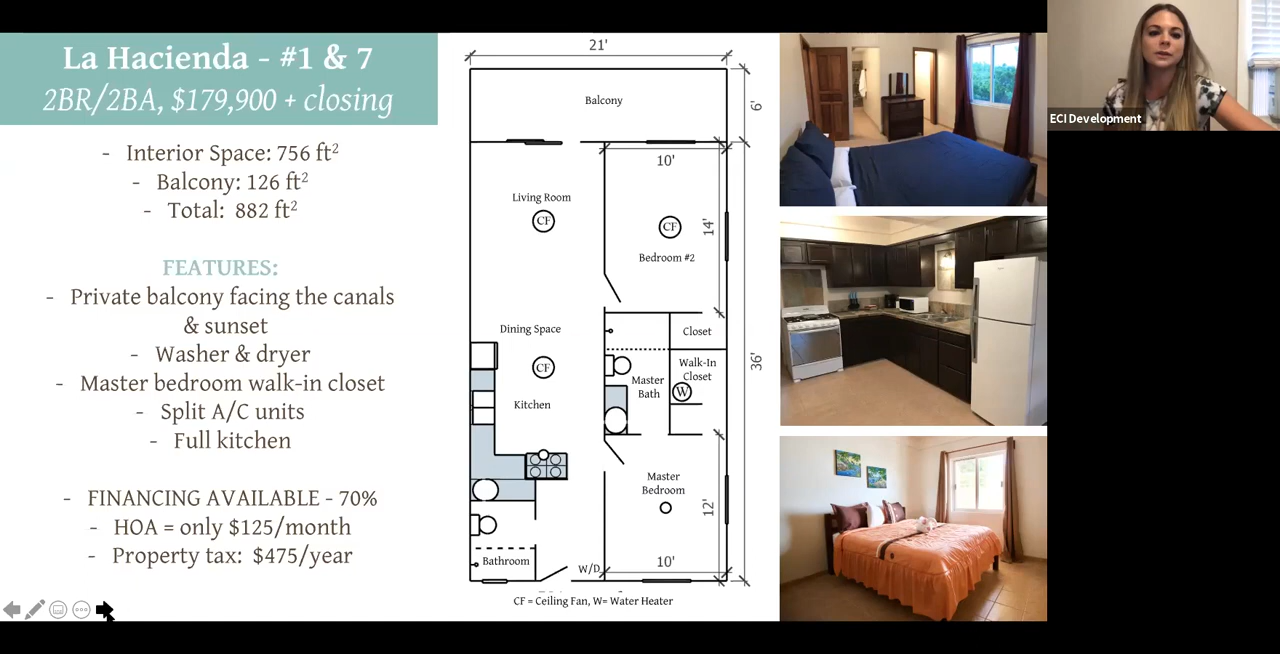 La Hacienda - #1 & 7
2BR/2BA, $179,900 + closing
- Interior Space: 756 ft²
- Balcony: 126 ft²
- Total: 882 ft²
FEATURES:
- Private balcony facing the canals
& sunset
- Washer & dryer
- Master bedroom walk-in closet
- Split A/C units
- Full kitchen
- FINANCING AVAILABLE - 70%
- HOA = only $125/month
- Property tax: $475/year
21'
Balcony
6'
10'
Living Room
CF
CF
14'
Bedroom #2
Dining Space
Closet
CF
Walk-In
Closet
36'
Master
Bath
W
Kitchen
Master
Bedroom
12'
Bathroom
W/D
10'
CF = Ceiling Fan, W= Water Heater
ECI Development